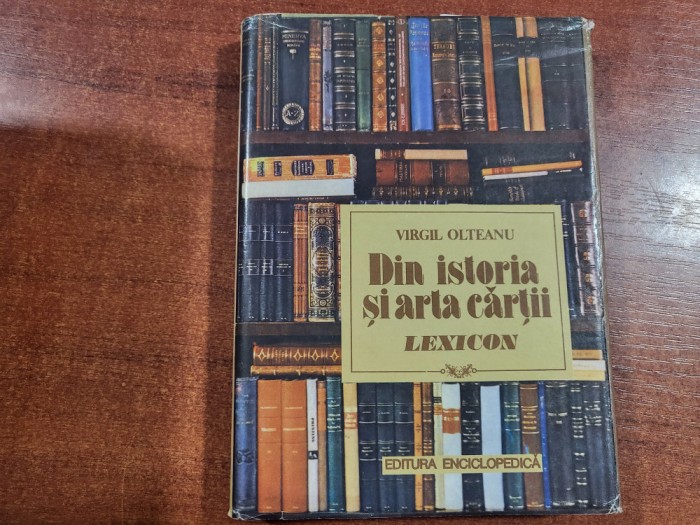 VIRGIL OLTEANU
Din istoria
și arta cărții
LEXICON
EDITURA ENCICLOPEDICĂ
A-Z